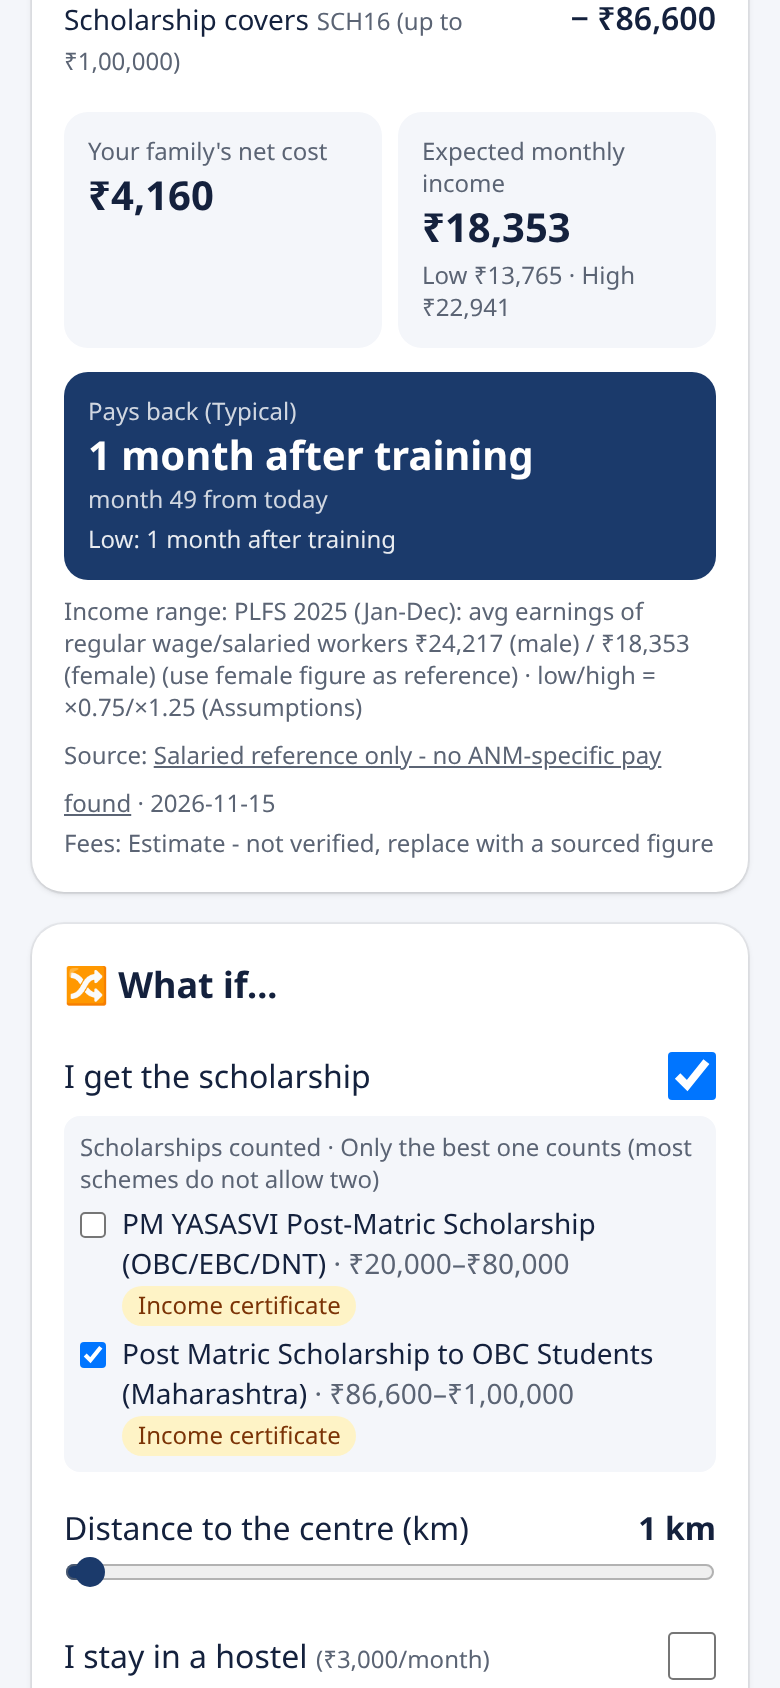 Scholarship covers SCH16 (up to ₹1,00,000) − ₹86,600
Your family's net cost
₹4,160
Expected monthly
income
₹18,353
Low ₹13,765 · High
₹22,941
Pays back (Typical)
1 month after training
month 49 from today
Low: 1 month after training
Income range: PLFS 2025 (Jan-Dec): avg earnings of
regular wage/salaried workers ₹24,217 (male) / ₹18,353
(female) (use female figure as reference) · low/high =
×0.75/×1.25 (Assumptions)
Source: Salaried reference only - no ANM-specific pay
found · 2026-11-15
Fees: Estimate - not verified, replace with a sourced figure
🔀 What if...
I get the scholarship
Scholarships counted · Only the best one counts (most
schemes do not allow two)
PM YASASVI Post-Matric Scholarship
(OBC/EBC/DNT) · ₹20,000–₹80,000
Income certificate
Post Matric Scholarship to OBC Students
(Maharashtra) · ₹86,600–₹1,00,000
Income certificate
Distance to the centre (km) 1 km
I stay in a hostel (₹3,000/month)